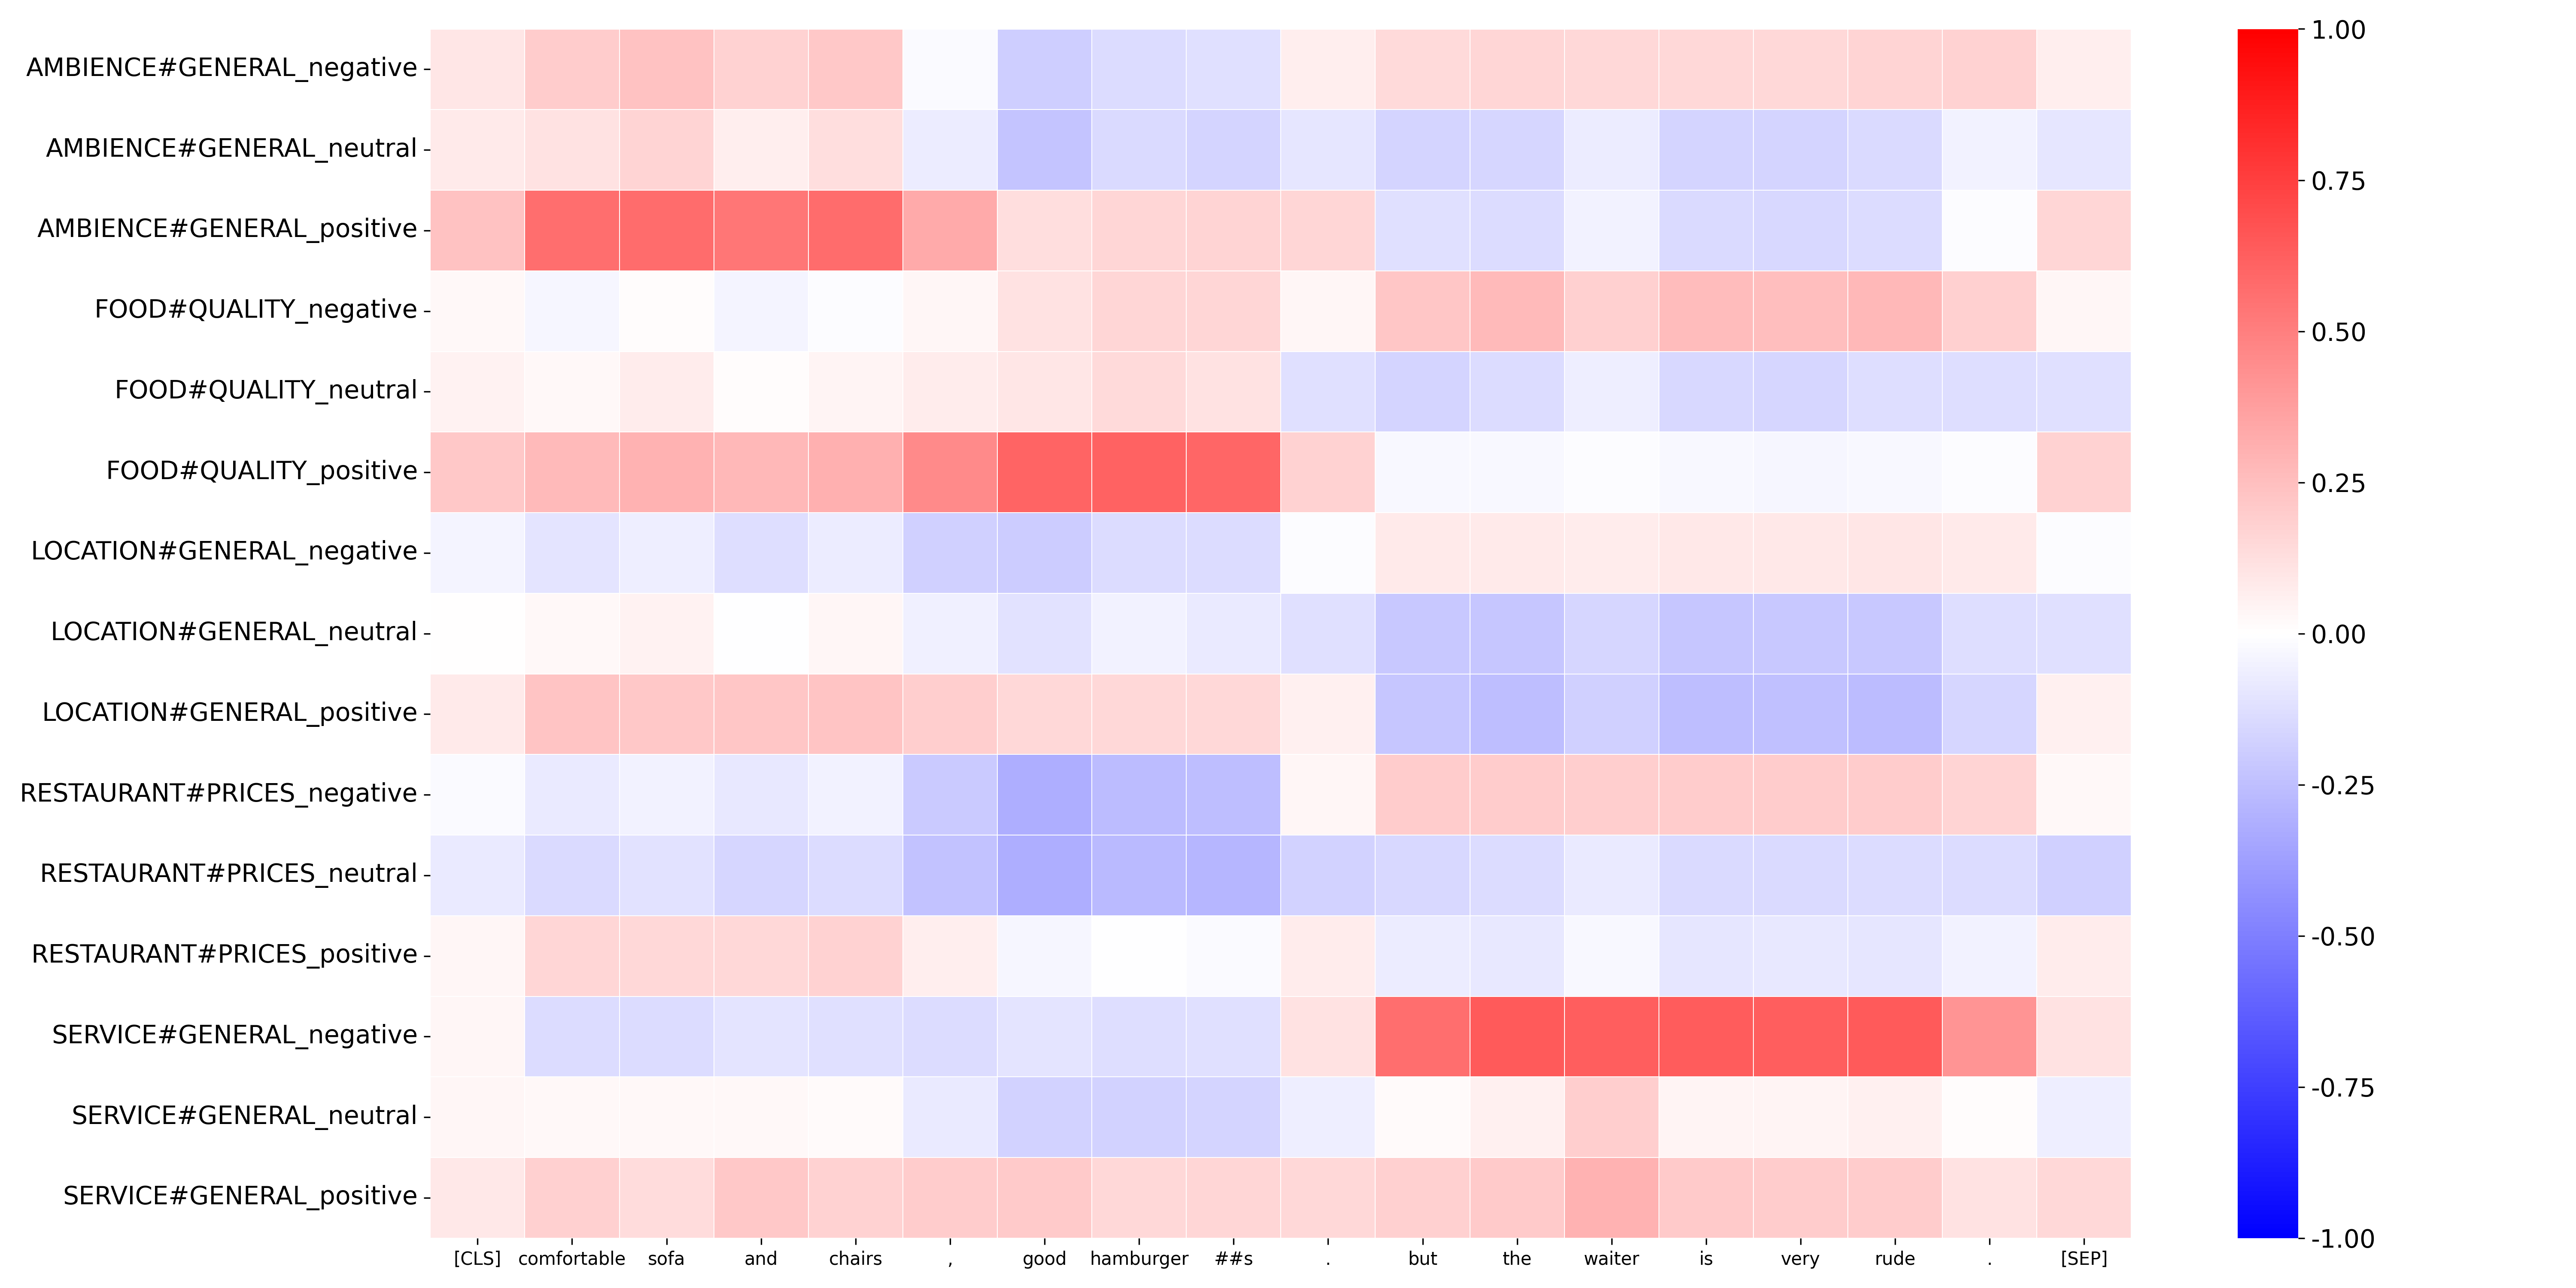 AMBIENCE#GENERAL_negative
AMBIENCE#GENERAL_neutral
AMBIENCE#GENERAL_positive
FOOD#QUALITY_negative
FOOD#QUALITY_neutral
FOOD#QUALITY_positive
LOCATION#GENERAL_negative
LOCATION#GENERAL_neutral
LOCATION#GENERAL_positive
RESTAURANT#PRICES_negative
RESTAURANT#PRICES_neutral
RESTAURANT#PRICES_positive
SERVICE#GENERAL_negative
SERVICE#GENERAL_neutral
SERVICE#GENERAL_positive
[CLS] comfortable sofa and chairs , good hamburger ##s . but the waiter is very rude . [SEP]
1.00
0.75
0.50
0.25
0.00
-0.25
-0.50
-0.75
-1.00